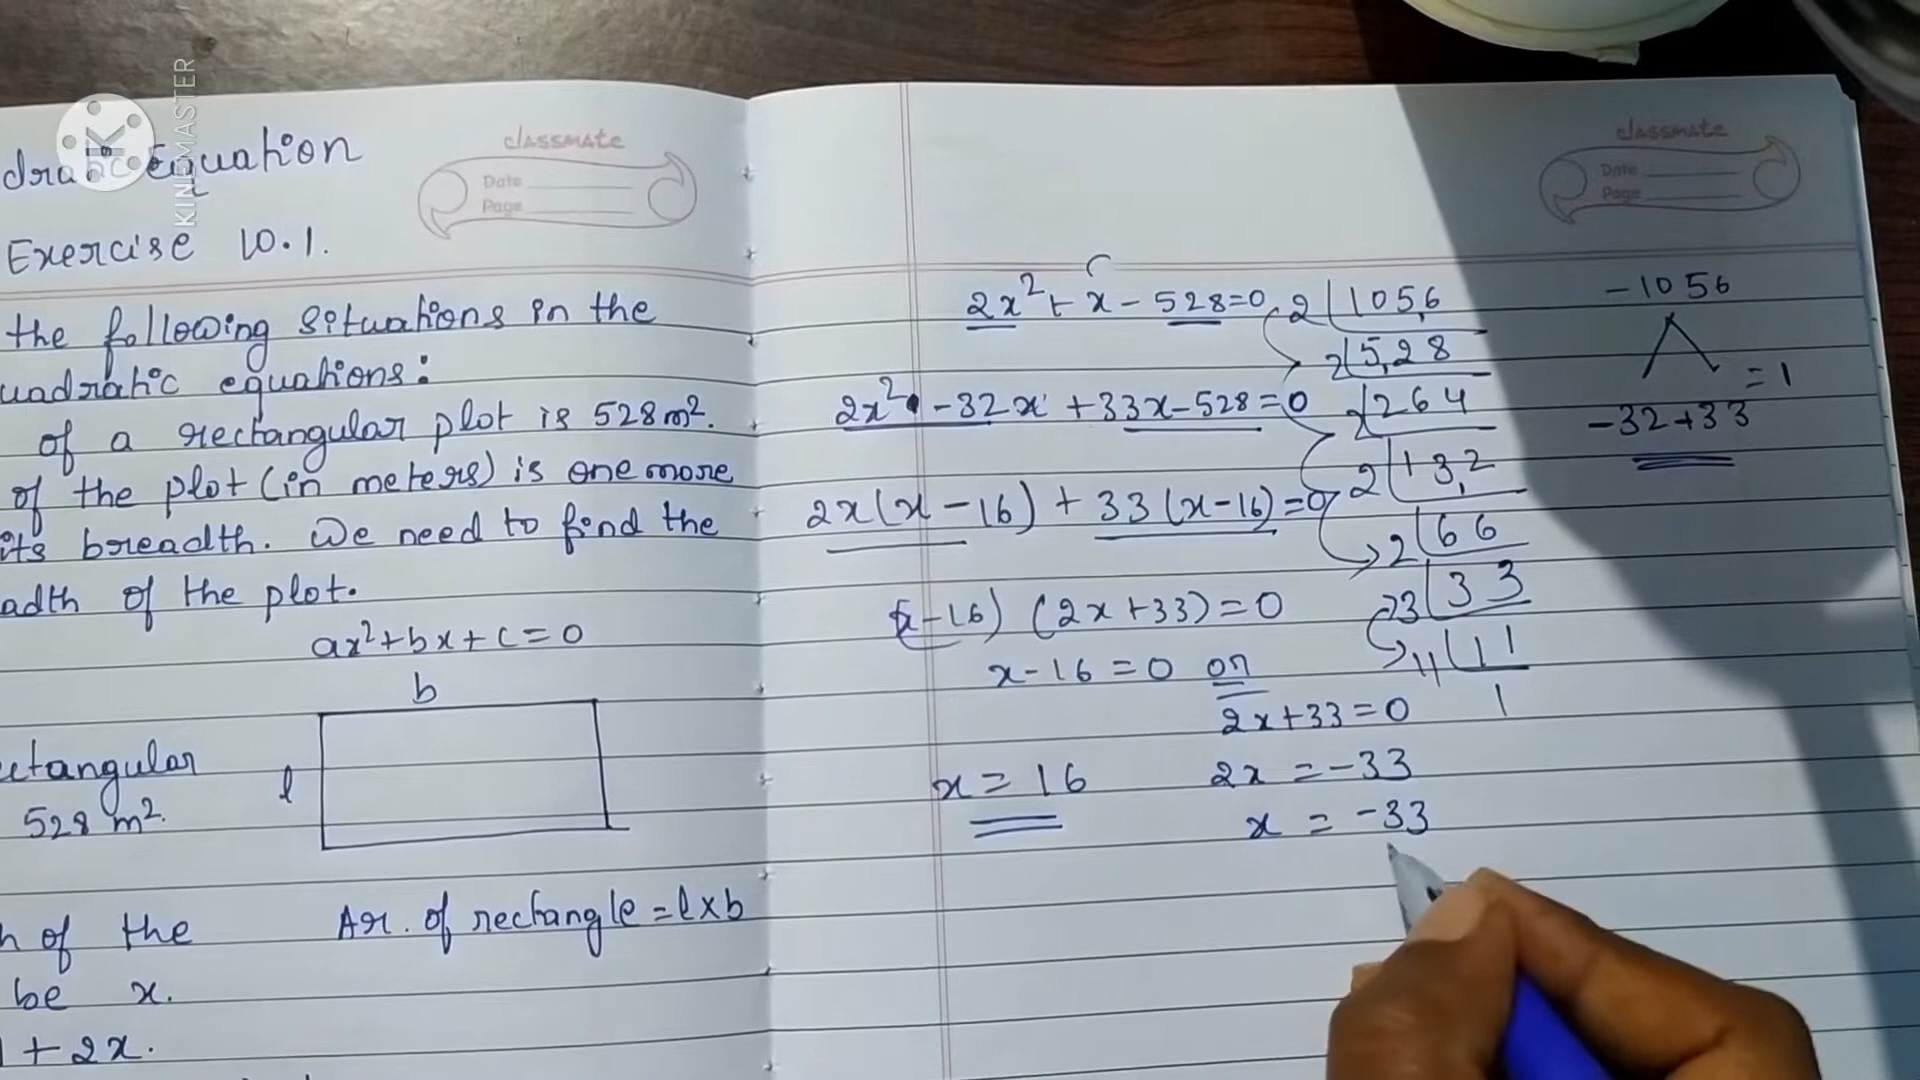 KINEMASTER
Equation
Exercise 10.1.
the following situations in the
uadratic equations:
of a rectangular plot is 528m².
of the plot (in meters) is one more
its breadth. We need to find the
adth of the plot.
ax²+bx+c=0
b
ctangular
l
528 m².
h of the
Ar. of rectangle=l×b
be x.
1+2x.
classmate
Date
Page
classmate
Date
Page
2x²+x-528=0
2x² -32x +33x-528=0
2x(x-16)+33(x-16)=0
(x-16) (2x+33)=0
x-16=0 or
2x+33=0
x=16
2x=-33
x=-33
2 1056
2 528
2 264
2 132
2 66
3 33
11 11
1
-1056
=1
-32+33